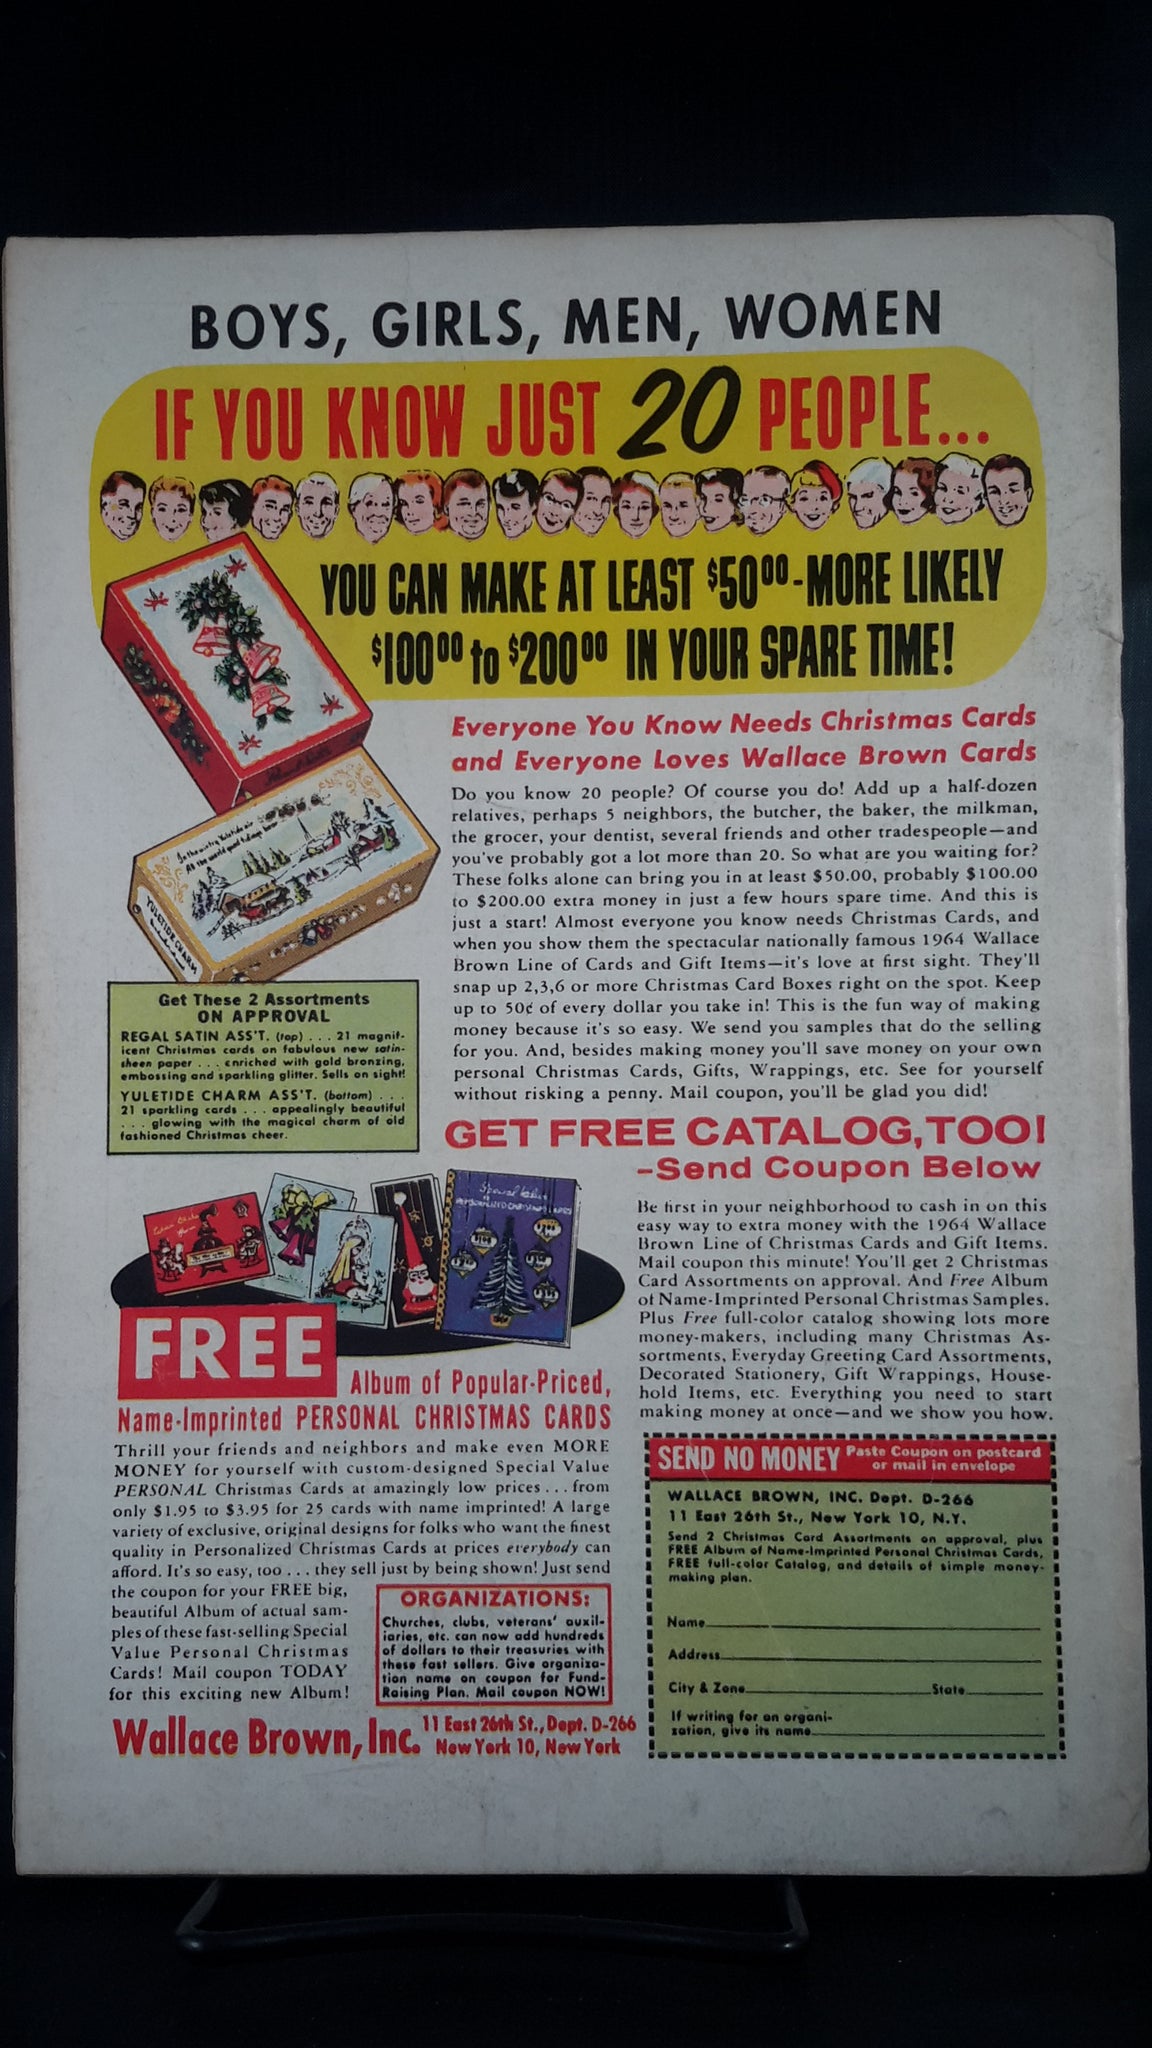 BOYS, GIRLS, MEN, WOMEN
IF YOU KNOW JUST 20 PEOPLE...
YOU CAN MAKE AT LEAST $50⁰⁰-MORE LIKELY
$100⁰⁰ to $200⁰⁰ IN YOUR SPARE TIME!
In the wintry Yuletide air
All the world
YULETIDE CHARM
Get These 2 Assortments
ON APPROVAL
REGAL SATIN ASS'T. (top) . . . 21 magnif-
icent Christmas cards on fabulous new satin-
sheen paper . . . enriched with gold bronzing,
embossing and sparkling glitter. Sells on sight!
YULETIDE CHARM ASS'T. (bottom) . . .
21 sparkling cards . . . appealingly beautiful
. . . glowing with the magical charm of old
fashioned Christmas cheer.
Everyone You Know Needs Christmas Cards
and Everyone Loves Wallace Brown Cards
Do you know 20 people? Of course you do! Add up a half-dozen
relatives, perhaps 5 neighbors, the butcher, the baker, the milkman,
the grocer, your dentist, several friends and other tradespeople—and
you've probably got a lot more than 20. So what are you waiting for?
These folks alone can bring you in at least $50.00, probably $100.00
to $200.00 extra money in just a few hours spare time. And this is
just a start! Almost everyone you know needs Christmas Cards, and
when you show them the spectacular nationally famous 1964 Wallace
Brown Line of Cards and Gift Items—it's love at first sight. They'll
snap up 2,3,6 or more Christmas Card Boxes right on the spot. Keep
up to 50¢ of every dollar you take in! This is the fun way of making
money because it's so easy. We send you samples that do the selling
for you. And, besides making money you'll save money on your own
personal Christmas Cards, Gifts, Wrappings, etc. See for yourself
without risking a penny. Mail coupon, you'll be glad you did!
GET FREE CATALOG, TOO!
-Send Coupon Below
Be first in your neighborhood to cash in on this
easy way to extra money with the 1964 Wallace
Brown Line of Christmas Cards and Gift Items.
Mail coupon this minute! You'll get 2 Christmas
Card Assortments on approval. And Free Album
of Name-Imprinted Personal Christmas Samples.
Plus Free full-color catalog showing lots more
money-makers, including many Christmas As-
sortments, Everyday Greeting Card Assortments,
Decorated Stationery, Gift Wrappings, House-
hold Items, etc. Everything you need to start
making money at once—and we show you how.
Special Value
PERSONALIZED CHRISTMAS CARDS
FREE
Album of Popular-Priced,
Name-Imprinted PERSONAL CHRISTMAS CARDS
Thrill your friends and neighbors and make even MORE
MONEY for yourself with custom-designed Special Value
PERSONAL Christmas Cards at amazingly low prices . . . from
only $1.95 to $3.95 for 25 cards with name imprinted! A large
variety of exclusive, original designs for folks who want the finest
quality in Personalized Christmas Cards at prices everybody can
afford. It's so easy, too . . . they sell just by being shown! Just send
the coupon for your FREE big,
beautiful Album of actual sam-
ples of these fast-selling Special
Value Personal Christmas
Cards! Mail coupon TODAY
for this exciting new Album!
ORGANIZATIONS:
Churches, clubs, veterans' auxil-
iaries, etc. can now add hundreds
of dollars to their treasuries with
these fast sellers. Give organiza-
tion name on coupon for Fund-
Raising Plan. Mail coupon NOW!
Wallace Brown, Inc. 11 East 26th St., Dept. D-266
New York 10, New York
SEND NO MONEY Paste Coupon on postcard
or mail in envelope
WALLACE BROWN, INC. Dept. D-266
11 East 26th St., New York 10, N.Y.
Send 2 Christmas Card Assortments on approval, plus
FREE Album of Name-Imprinted Personal Christmas Cards,
FREE full-color Catalog, and details of simple money-
making plan.
Name
Address
City & Zone State
If writing for an organi-
zation, give its name